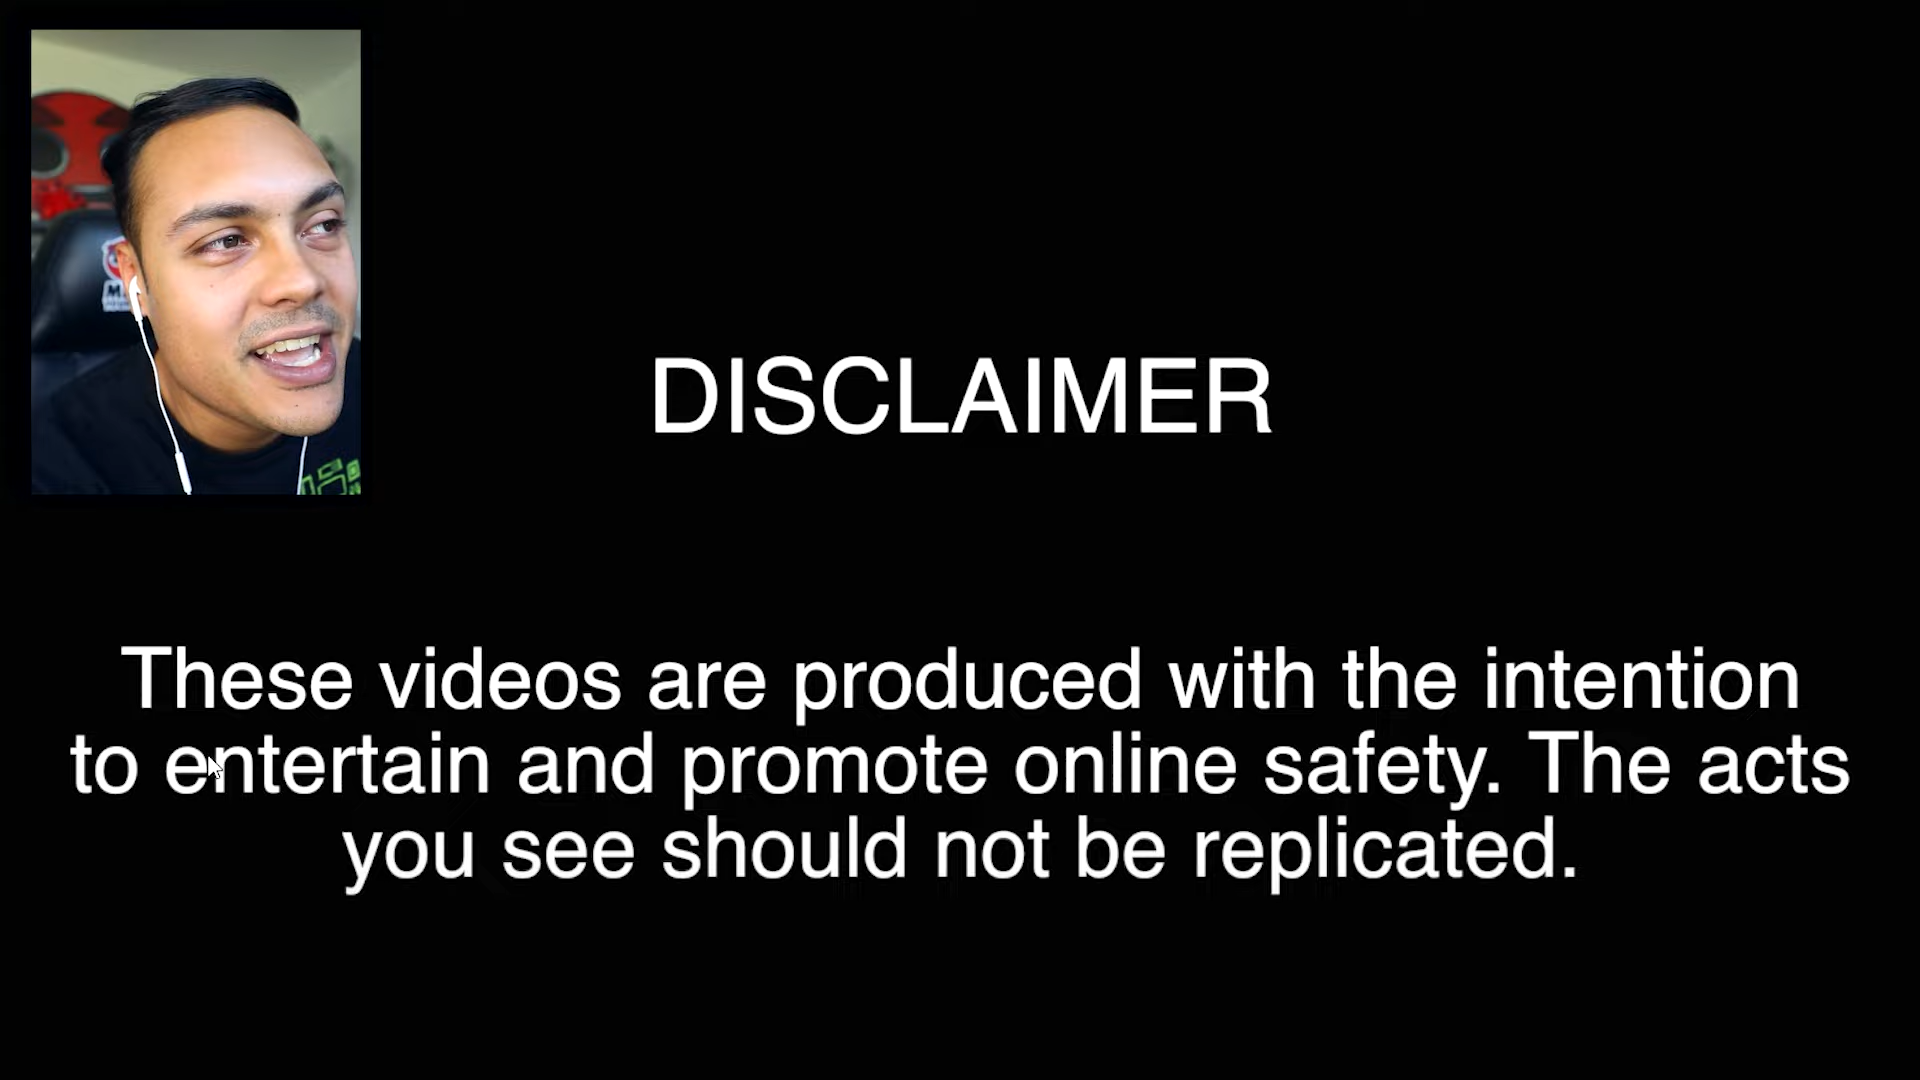 DISCLAIMER
These videos are produced with the intention
to entertain and promote online safety. The acts
you see should not be replicated.